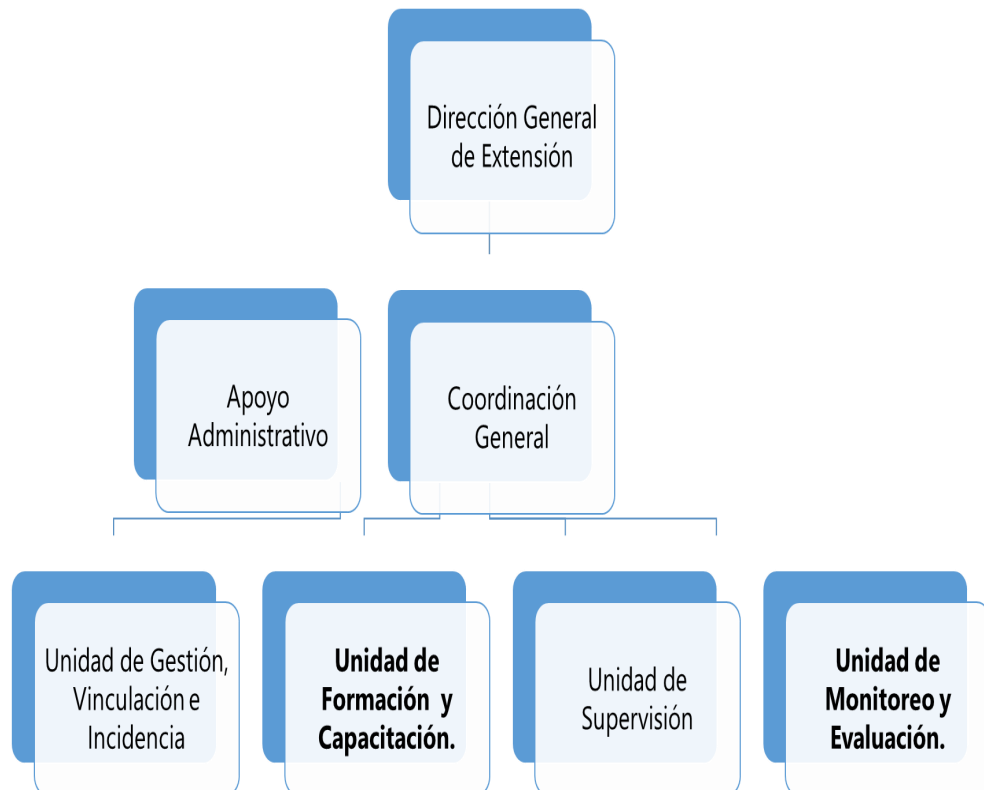 Dirección General
de Extensión
Apoyo
Administrativo
Coordinación
General
Unidad de Gestión,
Vinculación e
Incidencia
Unidad de
Formación y
Capacitación.
Unidad de
Supervisión
Unidad de
Monitoreo y
Evaluación.